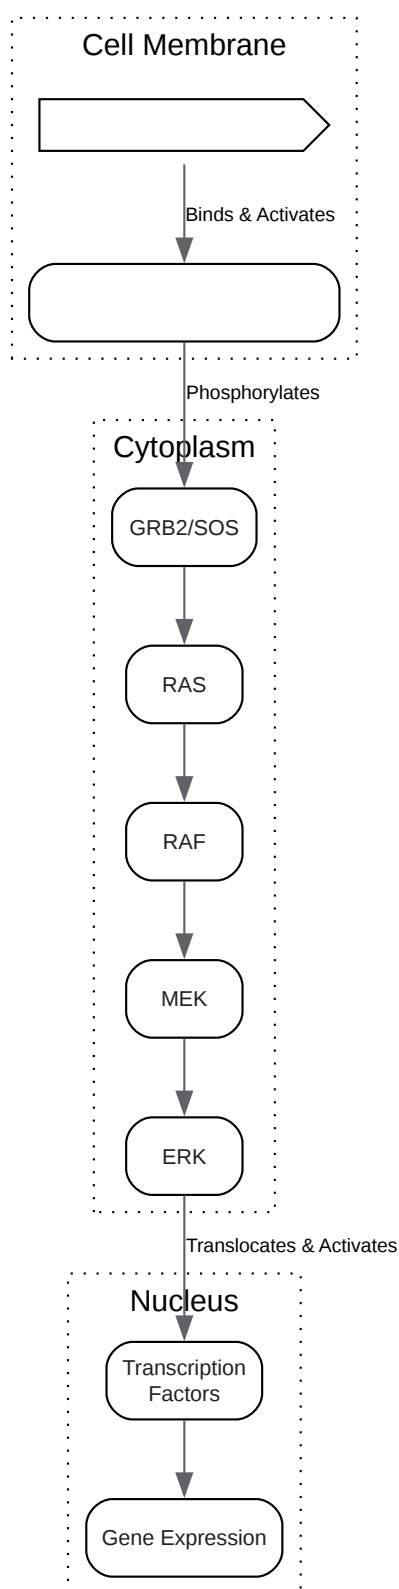 Cell Membrane
Binds & Activates
Phosphorylates
Cytoplasm
GRB2/SOS
RAS
RAF
MEK
ERK
Translocates & Activates
Nucleus
Transcription
Factors
Gene Expression